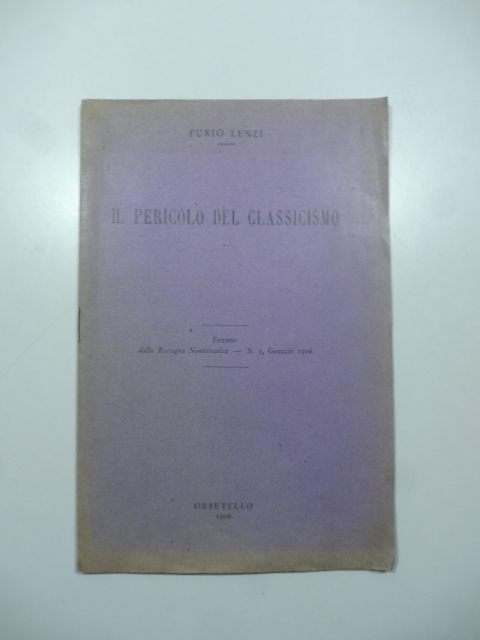 FURIO LENZI
IL PERICOLO DEL CLASSICISMO
Estratto
dalla Rassegna Numismatica — N. 1, Gennaio 1906
ORBETELLO
1906